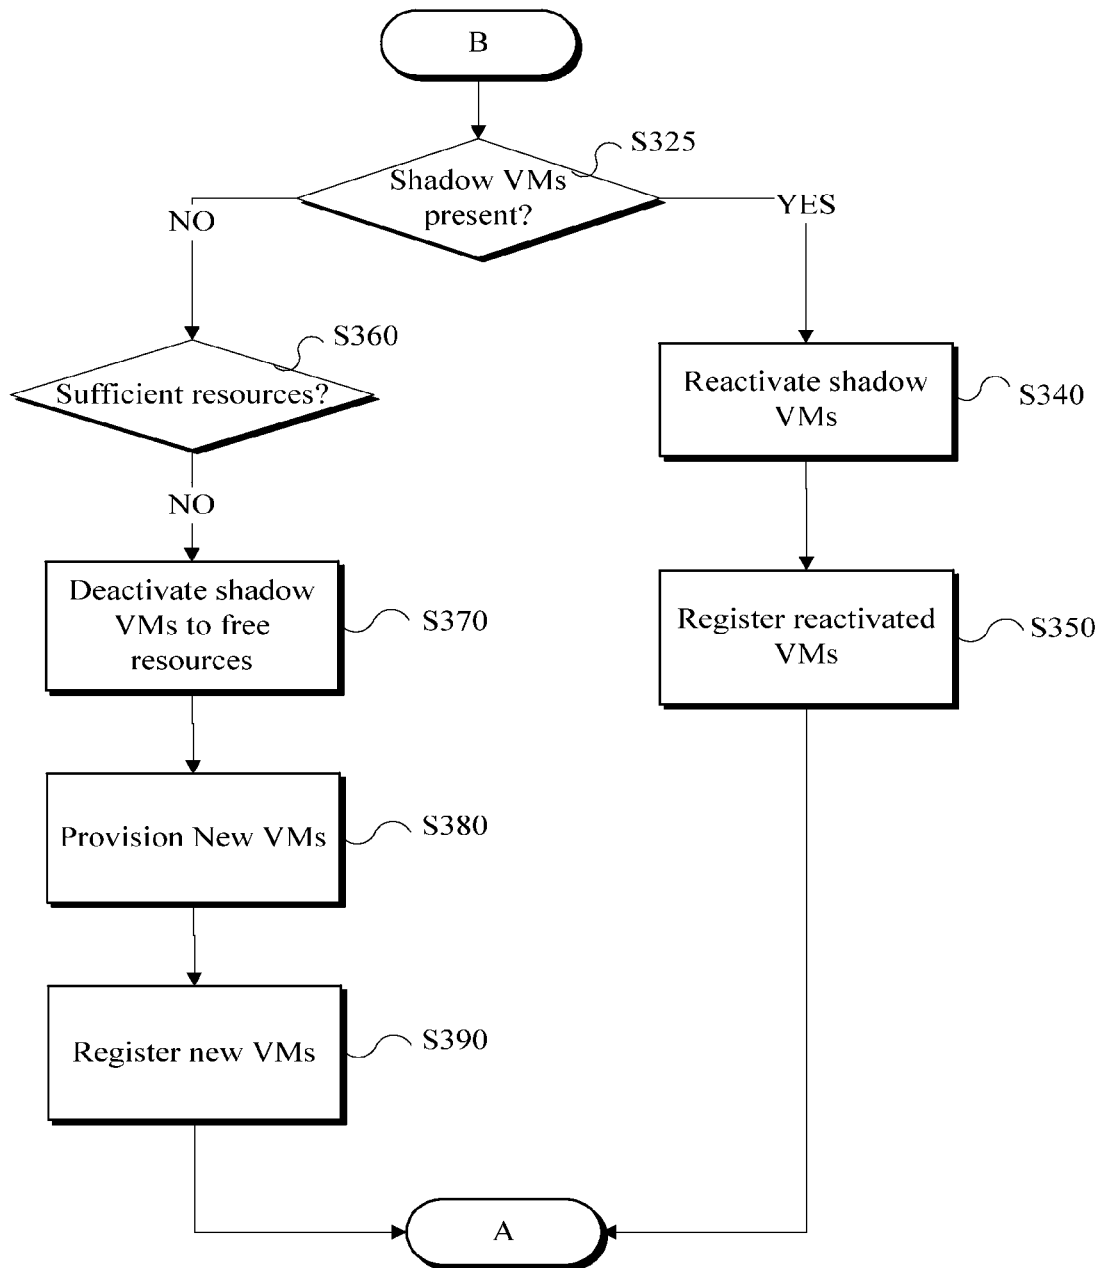 B
S325
Shadow VMs
present?
NO
YES
S360
Sufficient resources?
Reactivate shadow
VMs
S340
NO
Deactivate shadow
VMs to free
resources
S370
Register reactivated
VMs
S350
Provision New VMs
S380
Register new VMs
S390
A